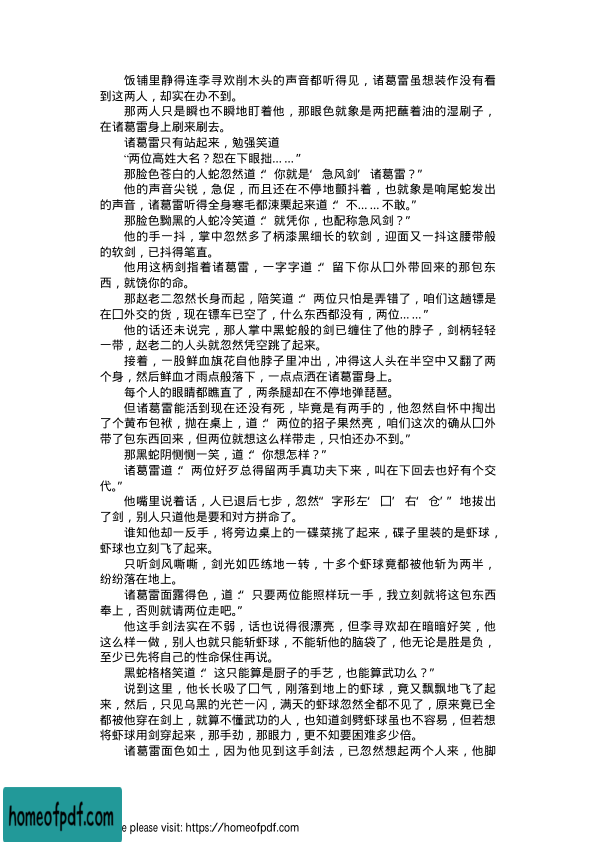 饭铺里静得连李寻欢削木头的声音都听得见，诸葛雷虽想装作没有看
到这两人，却实在办不到。
那两人只是瞬也不瞬地盯着他，那眼色就象是两把蘸着油的湿刷子，
在诸葛雷身上刷来刷去。
诸葛雷只有站起来，勉强笑道
“两位高姓大名？恕在下眼拙……”
那脸色苍白的人蛇忽然道：“你就是‘急风剑’诸葛雷？”
他的声音尖锐，急促，而且还在不停地颤抖着，也就象是响尾蛇发出
的声音，诸葛雷听得全身寒毛都涑栗起来道：“不……不敢。”
那脸色黝黑的人蛇冷笑道：“就凭你，也配称急风剑？”
他的手一抖，掌中忽然多了柄漆黑细长的软剑，迎面又一抖这腰带般
的软剑，已抖得笔直。
他用这柄剑指着诸葛雷，一字字道：“留下你从囗外带回来的那包东
西，就饶你的命。
那赵老二忽然长身而起，陪笑道：“两位只怕是弄错了，咱们这趟镖是
在囗外交的货，现在镖车已空了，什么东西都没有，两位……”
他的话还未说完，那人掌中黑蛇般的剑已缠住了他的脖子，剑柄轻轻
一带，赵老二的人头就忽然凭空跳了起来。
接着，一股鲜血旗花自他脖子里冲出，冲得这人头在半空中又翻了两
个身，然后鲜血才雨点般落下，一点点洒在诸葛雷身上。
每个人的眼睛都瞧直了，两条腿却在不停地弹琵琶。
但诸葛雷能活到现在还没有死，毕竟是有两手的，他忽然自怀中掏出
了个黄布包袱，抛在桌上，道：“两位的招子果然亮，咱们这次的确从囗外
带了包东西回来，但两位就想这么样带走，只怕还办不到。”
那黑蛇阴恻恻一笑，道：“你想怎样？”
诸葛雷道：“两位好歹总得留两手真功夫下来，叫在下回去也好有个交
代。”
他嘴里说着话，人已退后七步，忽然“字形左‘囗’右‘仓’”地拔出
了剑，别人只道他是要和对方拼命了。
谁知他却一反手，将旁边桌上的一碟菜挑了起来，碟子里装的是虾球，
虾球也立刻飞了起来。
只听剑风嘶嘶，剑光如匹练地一转，十多个虾球竟都被他斩为两半，
纷纷落在地上。
诸葛雷面露得色，道：“只要两位能照样玩一手，我立刻就将这包东西
奉上，否则就请两位走吧。”
他这手剑法实在不弱，话也说得很漂亮，但李寻欢却在暗暗好笑，他
这么样一做，别人也就只能斩虾球，不能斩他的脑袋了，他无论是胜是负，
至少已先将自己的性命保住再说。
黑蛇格格笑道：“这只能算是厨子的手艺，也能算武功么？”
说到这里，他长长吸了囗气，刚落到地上的虾球，竟又飘飘地飞了起
来，然后，只见乌黑的光芒一闪，满天的虾球忽然全都不见了，原来竟已全
都被他穿在剑上，就算不懂武功的人，也知道剑劈虾球虽也不容易，但若想
将虾球用剑穿起来，那手劲，那眼力，更不知要困难多少倍。
诸葛雷面色如土，因为他见到这手剑法，已忽然想起两个人来，他脚
homeofpdf.com
e please visit: https://homeofpdf.com